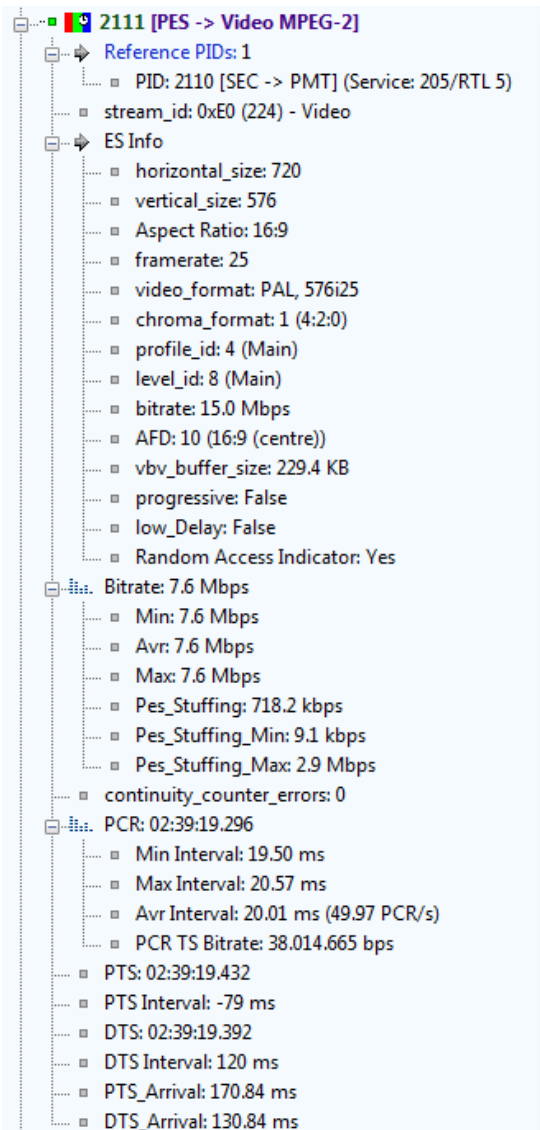 2111 [PES -> Video MPEG-2]
Reference PIDs: 1
PID: 2110 [SEC -> PMT] (Service: 205/RTL 5)
stream_id: 0xE0 (224) - Video
ES Info
horizontal_size: 720
vertical_size: 576
Aspect Ratio: 16:9
framerate: 25
video_format: PAL, 576i25
chroma_format: 1 (4:2:0)
profile_id: 4 (Main)
level_id: 8 (Main)
bitrate: 15.0 Mbps
AFD: 10 (16:9 (centre))
vbv_buffer_size: 229.4 KB
progressive: False
low_Delay: False
Random Access Indicator: Yes
Bitrate: 7.6 Mbps
Min: 7.6 Mbps
Avr: 7.6 Mbps
Max: 7.6 Mbps
Pes_Stuffing: 718.2 kbps
Pes_Stuffing_Min: 9.1 kbps
Pes_Stuffing_Max: 2.9 Mbps
continuity_counter_errors: 0
PCR: 02:39:19.296
Min Interval: 19.50 ms
Max Interval: 20.57 ms
Avr Interval: 20.01 ms (49.97 PCR/s)
PCR TS Bitrate: 38.014.665 bps
PTS: 02:39:19.432
PTS Interval: -79 ms
DTS: 02:39:19.392
DTS Interval: 120 ms
PTS_Arrival: 170.84 ms
DTS_Arrival: 130.84 ms